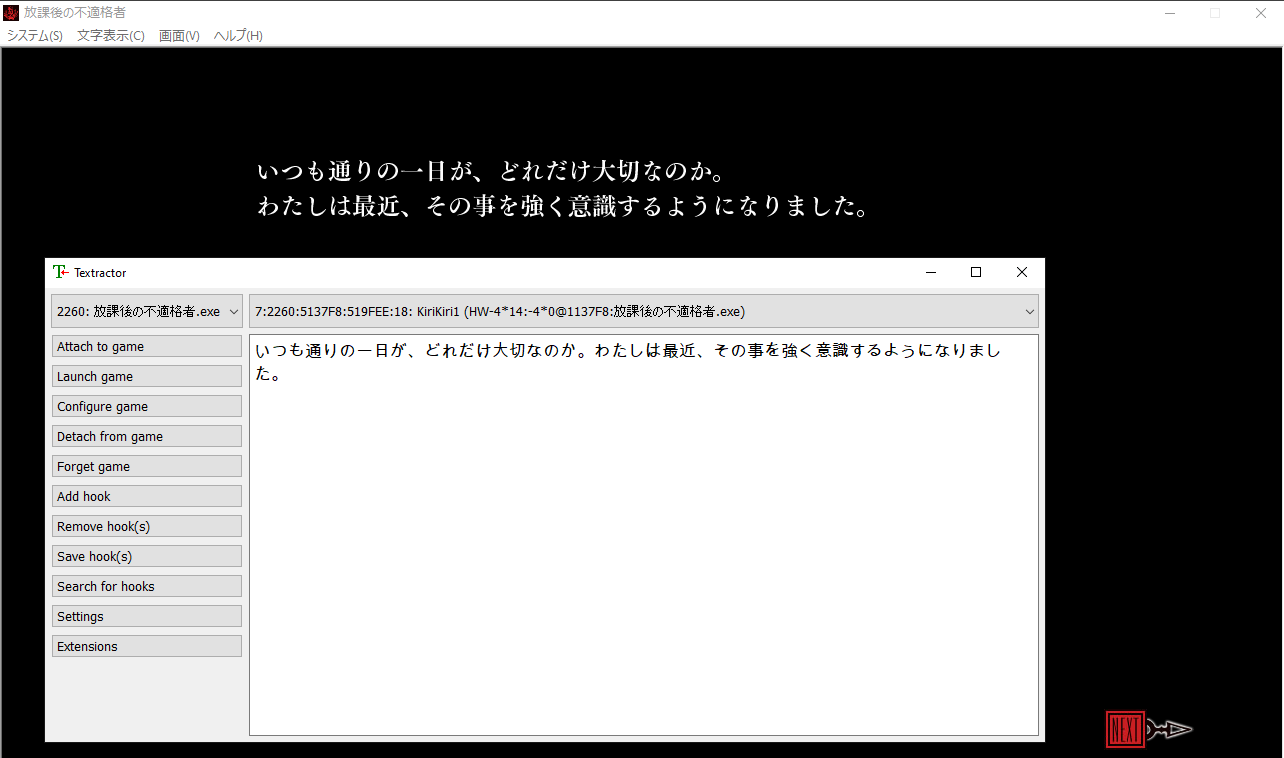 放課後の不適格者
システム(S) 文字表示(C) 画面(V) ヘルプ(H)
いつも通りの一日が、どれだけ大切なのか。
わたしは最近、その事を強く意識するようになりました。
Textractor
2260: 放課後の不適格者.exe
7:2260:5137F8:519FEE:18: KiriKiri1 (HW-4*14:-4*0@1137F8:放課後の不適格者.exe)
Attach to game
Launch game
Configure game
Detach from game
Forget game
Add hook
Remove hook(s)
Save hook(s)
Search for hooks
Settings
Extensions
いつも通りの一日が、どれだけ大切なのか。わたしは最近、その事を強く意識するようになりまし
た。
NEXT